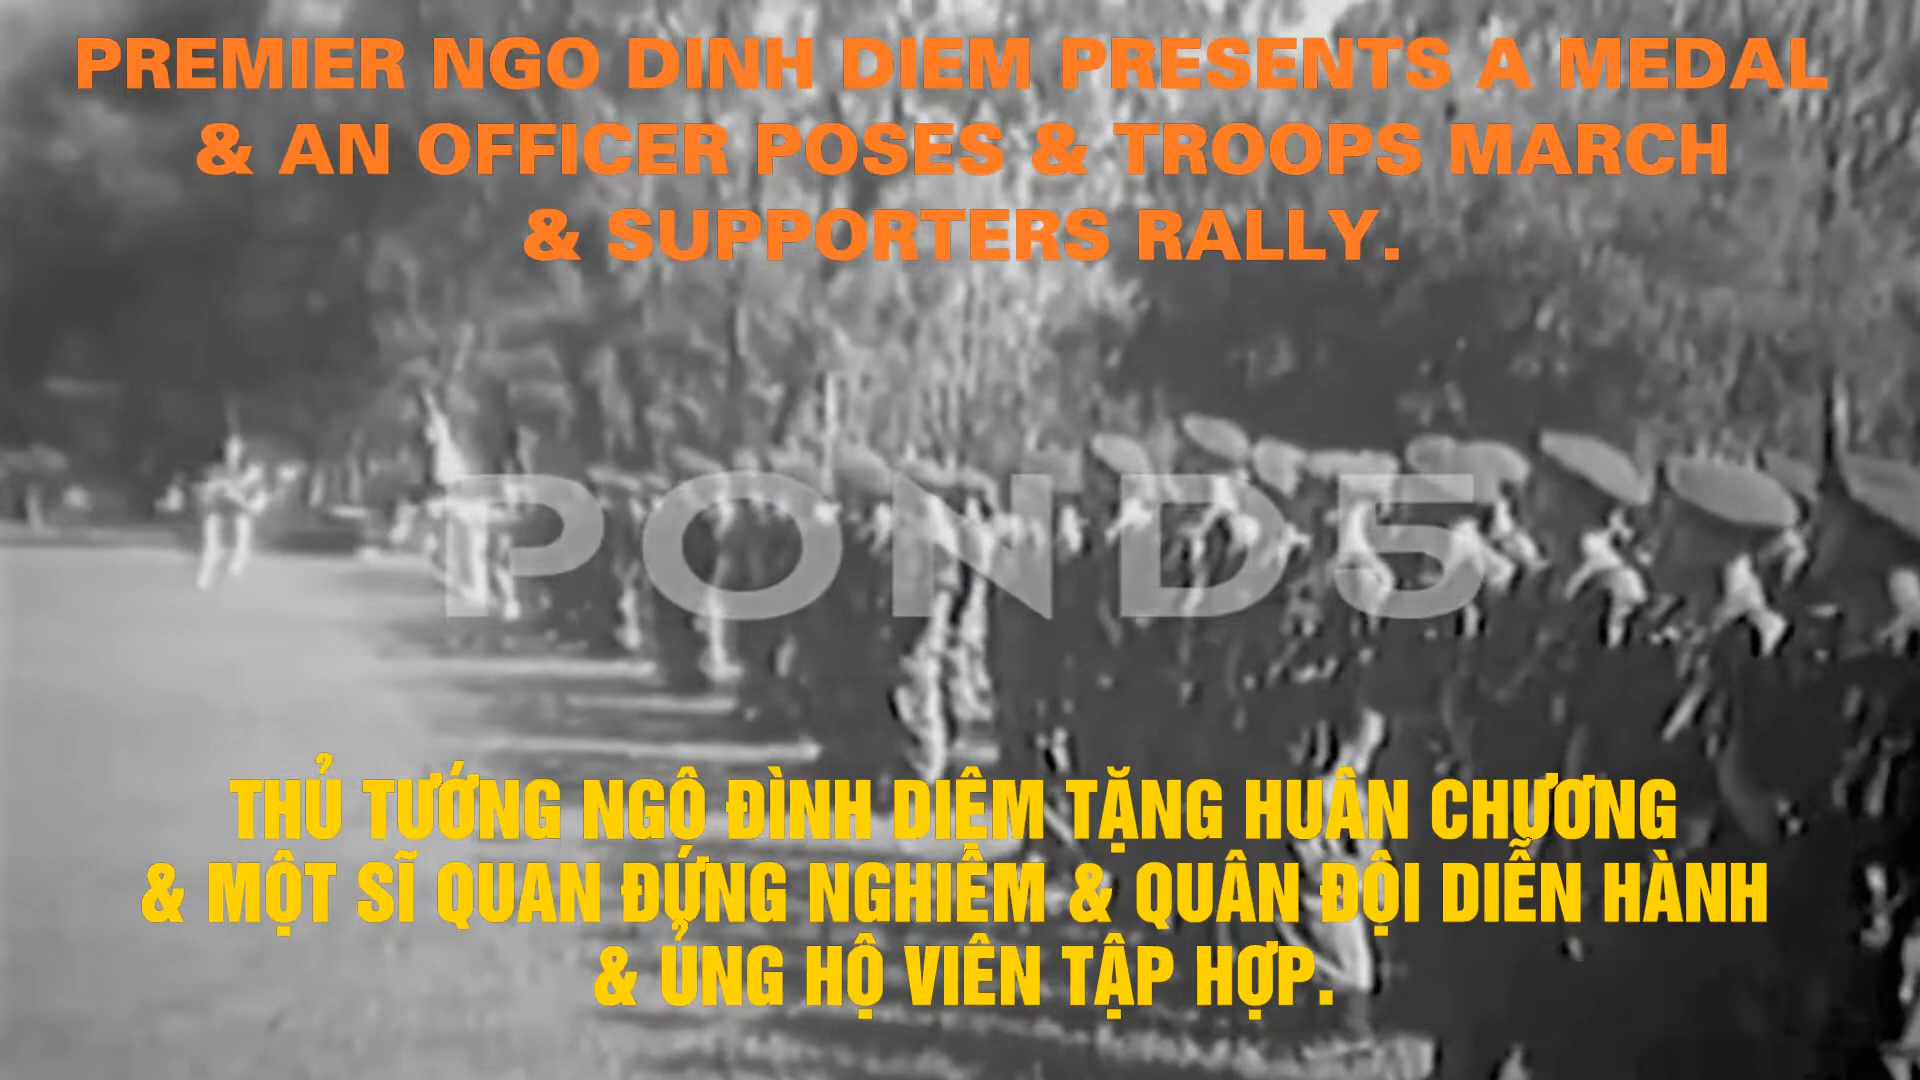 PREMIER NGO DINH DIEM PRESENTS A MEDAL
& AN OFFICER POSES & TROOPS MARCH
& SUPPORTERS RALLY.
POND5
THỦ TƯỚNG NGÔ ĐÌNH DIỆM TẶNG HUÂN CHƯƠNG
& MỘT SĨ QUAN ĐỨNG NGHIÊM & QUÂN ĐỘI DIỄN HÀNH
& ỦNG HỘ VIÊN TẬP HỢP.